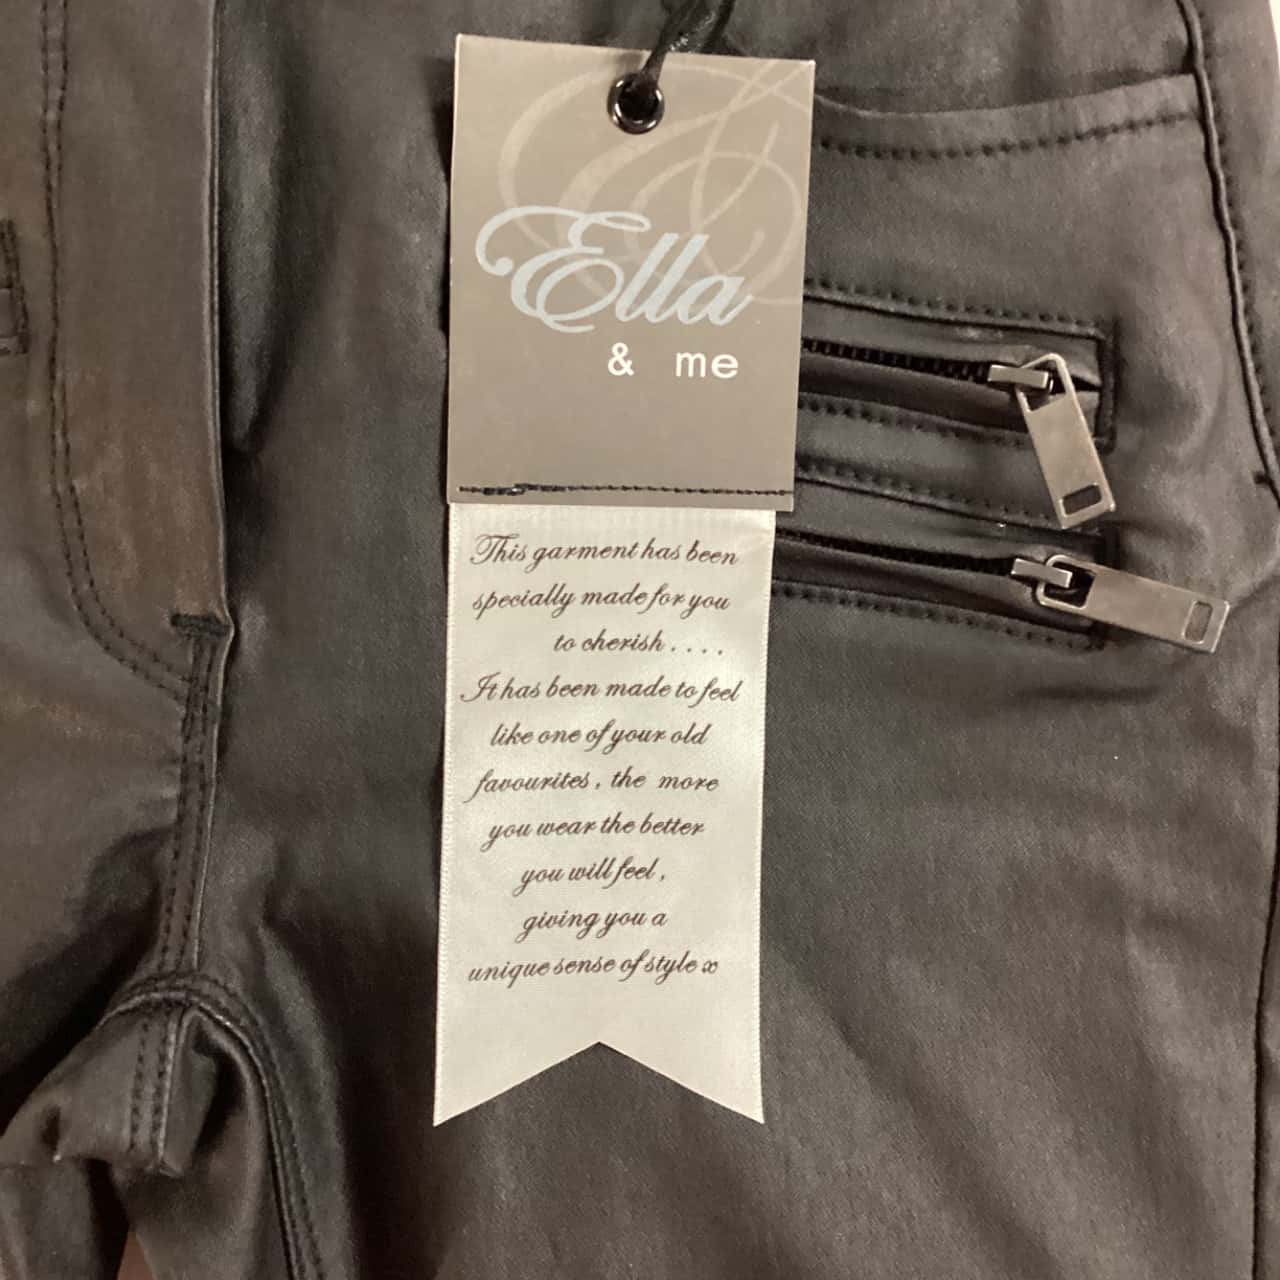 Ella
& me
This garment has been
specially made for you
to cherish . . . .
It has been made to feel
like one of your old
favourites, the more
you wear the better
you will feel,
giving you a
unique sense of style x